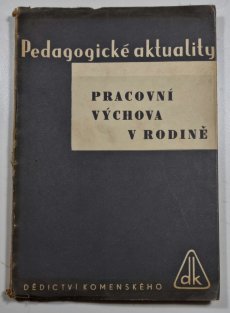 Pedagogické aktuality
PRACOVNÍ
VÝCHOVA
V RODINĚ
DĚDICTVÍ KOMENSKÉHO
dk